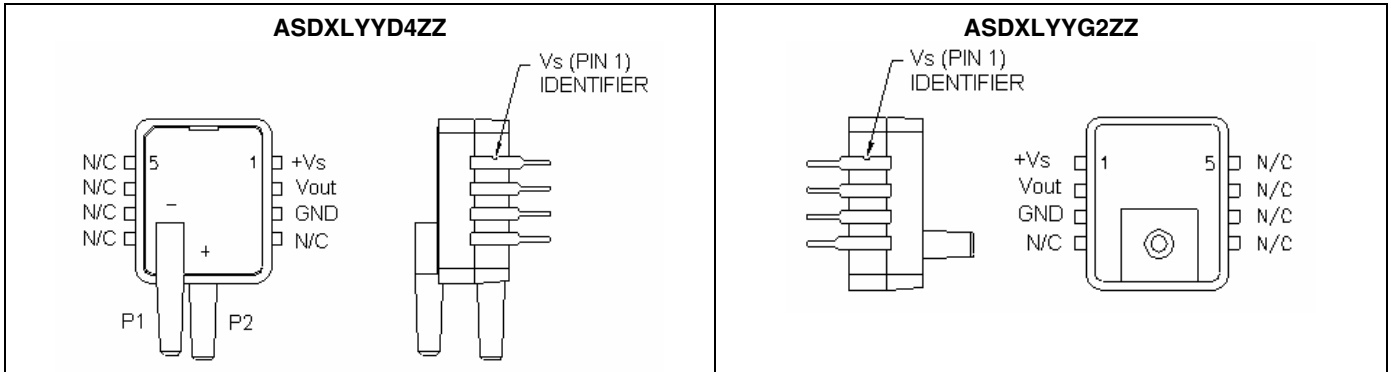 ASDXLYYD4ZZ
Vs (PIN 1)
IDENTIFIER
N/C 5 1 +Vs
N/C Vout
N/C - GND
N/C + N/C
P1 P2
ASDXLYYG2ZZ
Vs (PIN 1)
IDENTIFIER
+Vs 1 5 N/C
Vout N/C
GND N/C
N/C N/C